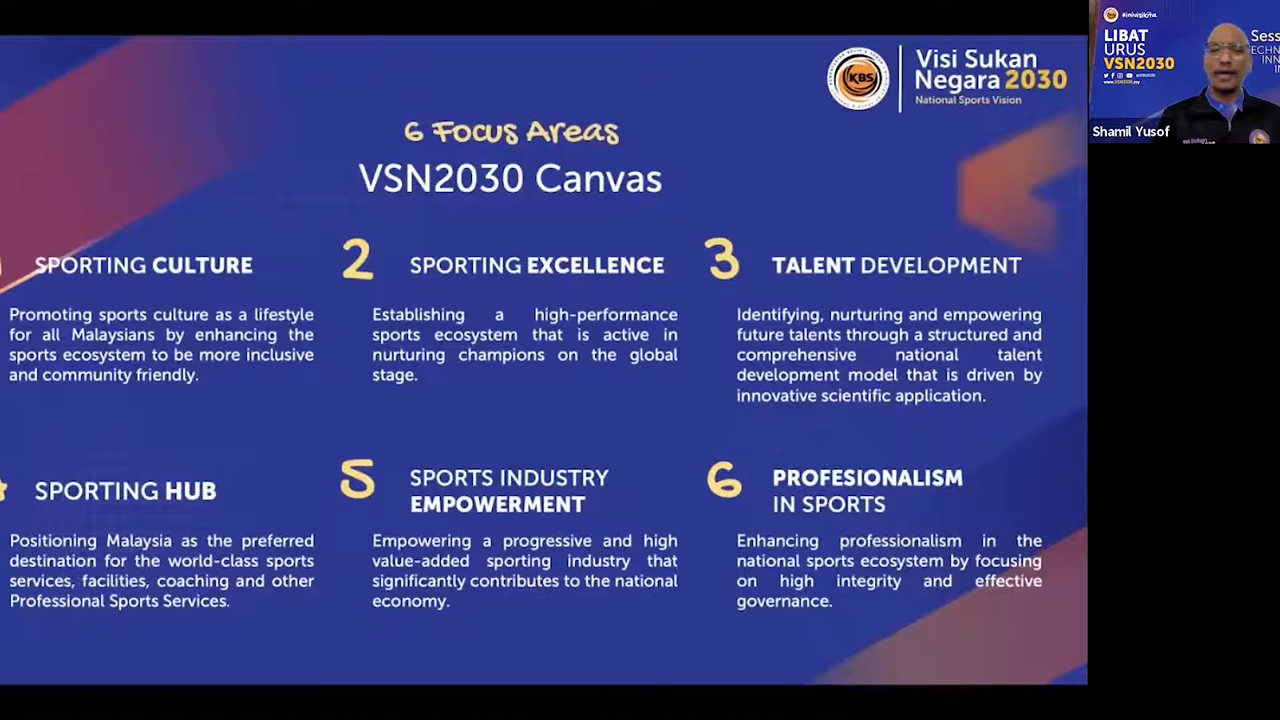 KBS
Visi Sukan
Negara 2030
National Sports Vision
6 Focus Areas
VSN2030 Canvas
SPORTING CULTURE
Promoting sports culture as a lifestyle
for all Malaysians by enhancing the
sports ecosystem to be more inclusive
and community friendly.
2
SPORTING EXCELLENCE
Establishing a high-performance
sports ecosystem that is active in
nurturing champions on the global
stage.
3
TALENT DEVELOPMENT
Identifying, nurturing and empowering
future talents through a structured and
comprehensive national talent
development model that is driven by
innovative scientific application.
SPORTING HUB
Positioning Malaysia as the preferred
destination for the world-class sports
services, facilities, coaching and other
Professional Sports Services.
5
SPORTS INDUSTRY
EMPOWERMENT
Empowering a progressive and high
value-added sporting industry that
significantly contributes to the national
economy.
6
PROFESIONALISM
IN SPORTS
Enhancing professionalism in the
national sports ecosystem by focusing
on high integrity and effective
governance.
LIBAT
URUS
VSN2030
Sess
Shamil Yusof